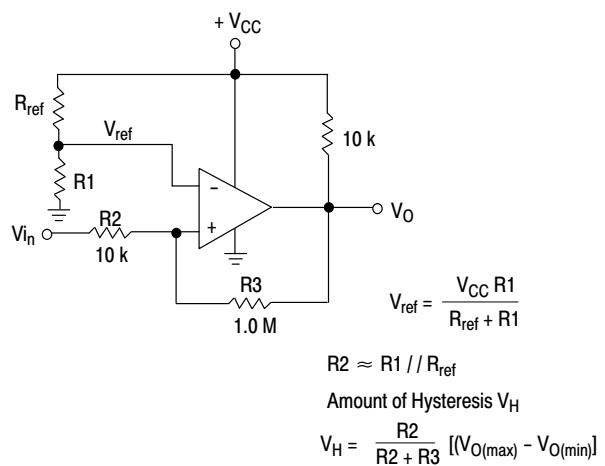 + VCC
Rref
Vref
10 k
R1
-
+
VO
R2
Vin
10 k
R3
1.0 M
Vref = VCC R1 / Rref + R1
R2 ≈ R1 // Rref
Amount of Hysteresis VH
VH = R2 / R2 + R3 [(VO(max) - VO(min)]